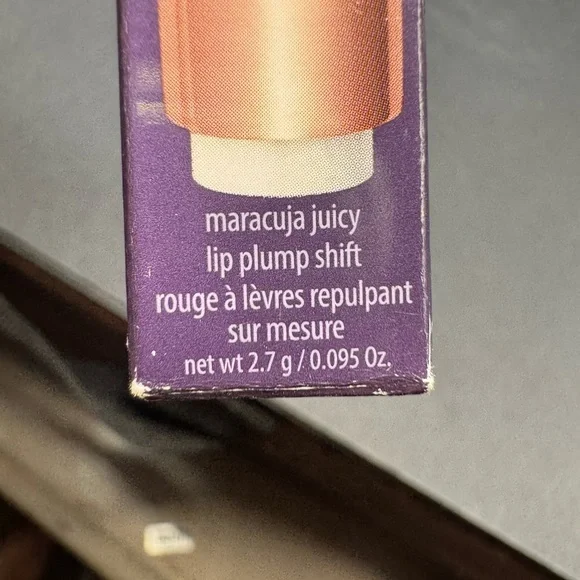 maracuja juicy
lip plump shift
rouge à lèvres repulpant
sur mesure
net wt 2.7 g / 0.095 Oz.